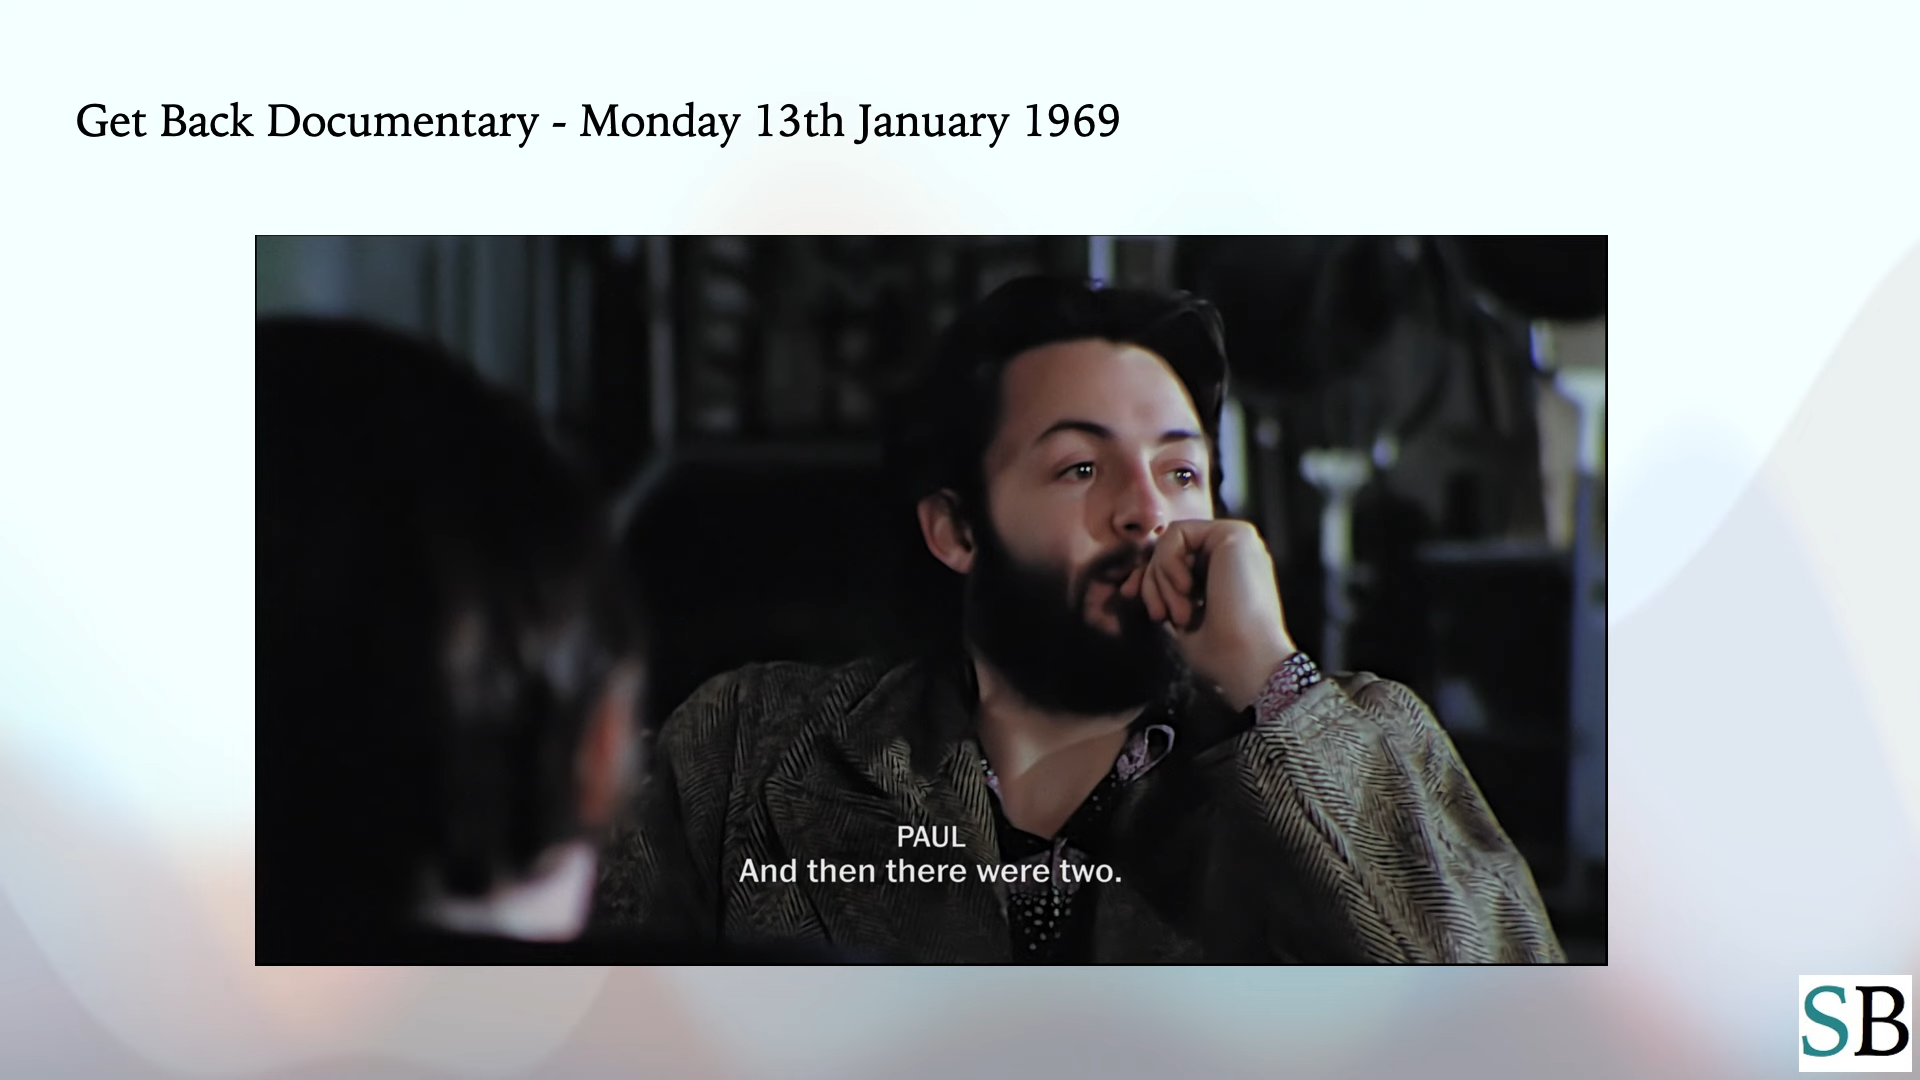 Get Back Documentary - Monday 13th January 1969
PAUL
And then there were two.
SB